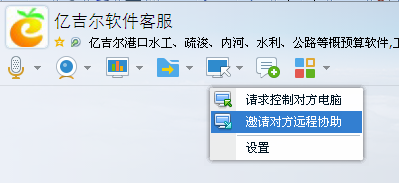 亿吉尔软件客服
亿吉尔港口水工、疏浚、内河、水利、公路等概预算软件,工
请求控制对方电脑
邀请对方远程协助
设置